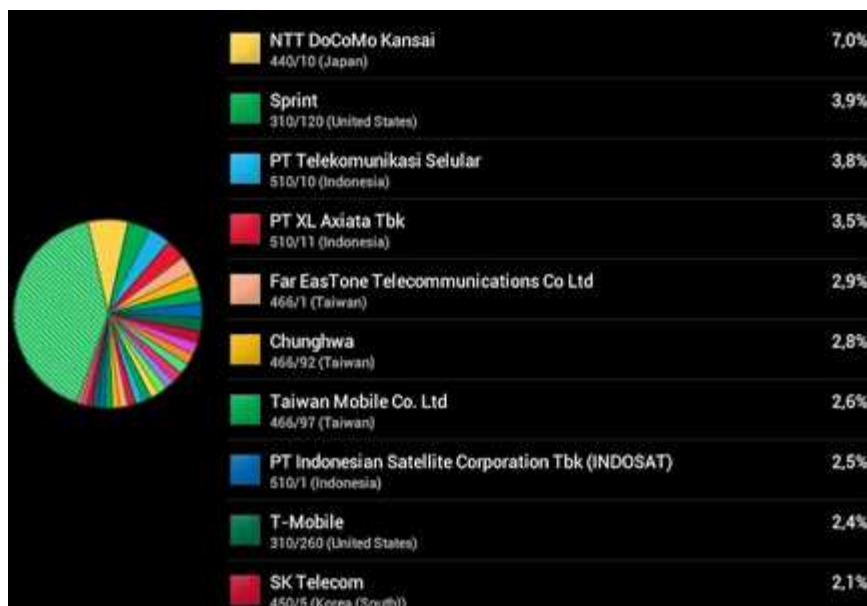 NTT DoCoMo Kansai 7,0%
440/10 (Japan)
Sprint 3,9%
310/120 (United States)
PT Telekomunikasi Selular 3,8%
510/10 (Indonesia)
PT XL Axiata Tbk 3,5%
510/11 (Indonesia)
Far EasTone Telecommunications Co Ltd 2,9%
466/1 (Taiwan)
Chunghwa 2,8%
466/92 (Taiwan)
Taiwan Mobile Co. Ltd 2,6%
466/97 (Taiwan)
PT Indonesian Satellite Corporation Tbk (INDOSAT) 2,5%
510/1 (Indonesia)
T-Mobile 2,4%
310/260 (United States)
SK Telecom 2,1%
450/5 (Korea (South))